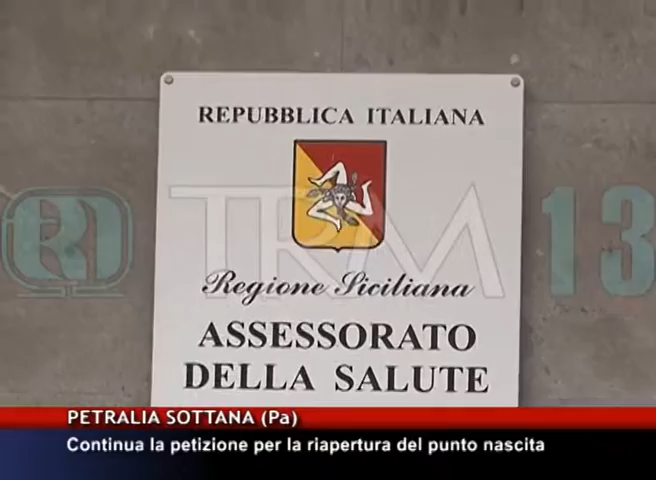 REPUBBLICA ITALIANA
TRM
13
Regione Siciliana
ASSESSORATO
DELLA SALUTE
PETRALIA SOTTANA (Pa)
Continua la petizione per la riapertura del punto nascita